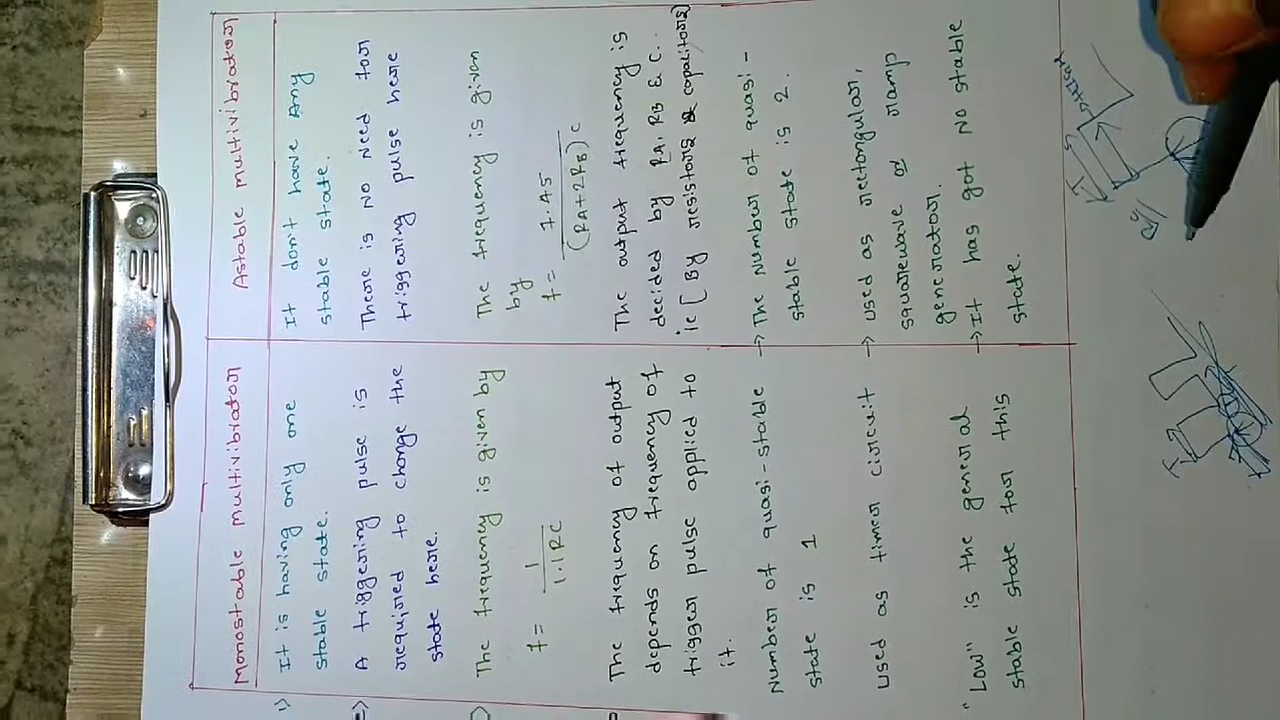 Monostable multivibrator
1) It is having only one
stable state.
A triggering pulse is
required to change the
state here.
The frequency is given by
f = 1 / 1.1RC
The frequency of output
depends on frequency of
trigger pulse applied to
it.
Number of quasi-stable
state is 1
used as timer circuit
"Low" is the general
stable state for this
Astable multivibrator
It don't have any
stable state.
There is No Need for
triggering pulse here
The frequency is given
by
f = 1.45 / (RA+2RB)C
The output frequency is
decided by RA, RB & C.
ie [By resistors & capacitors]
→ The number of quasi-
stable state is 2.
→ used as rectangular,
squarewave or ramp
generator.
→ It has got No stable
state.